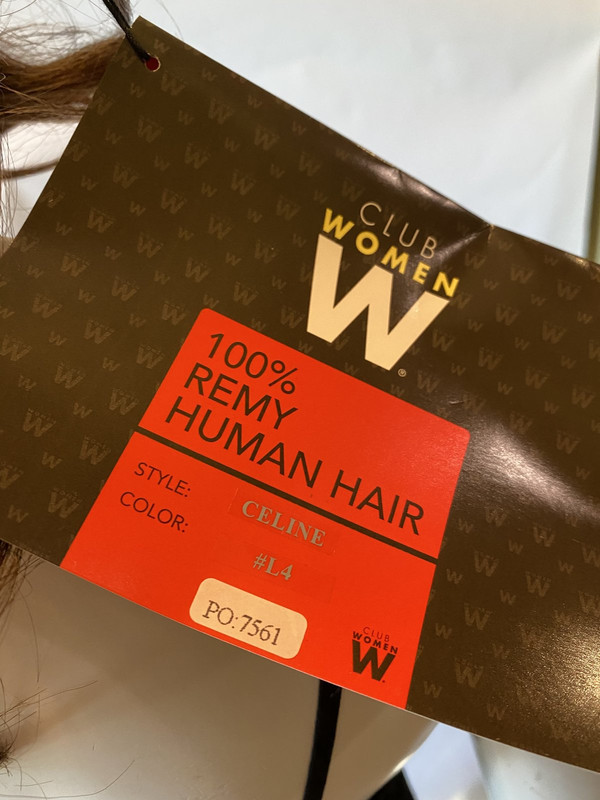 CLUB
WOMEN
W®
100%
REMY
HUMAN HAIR
STYLE: CELINE
COLOR: #L4
PO:7561
CLUB
WOMEN
W